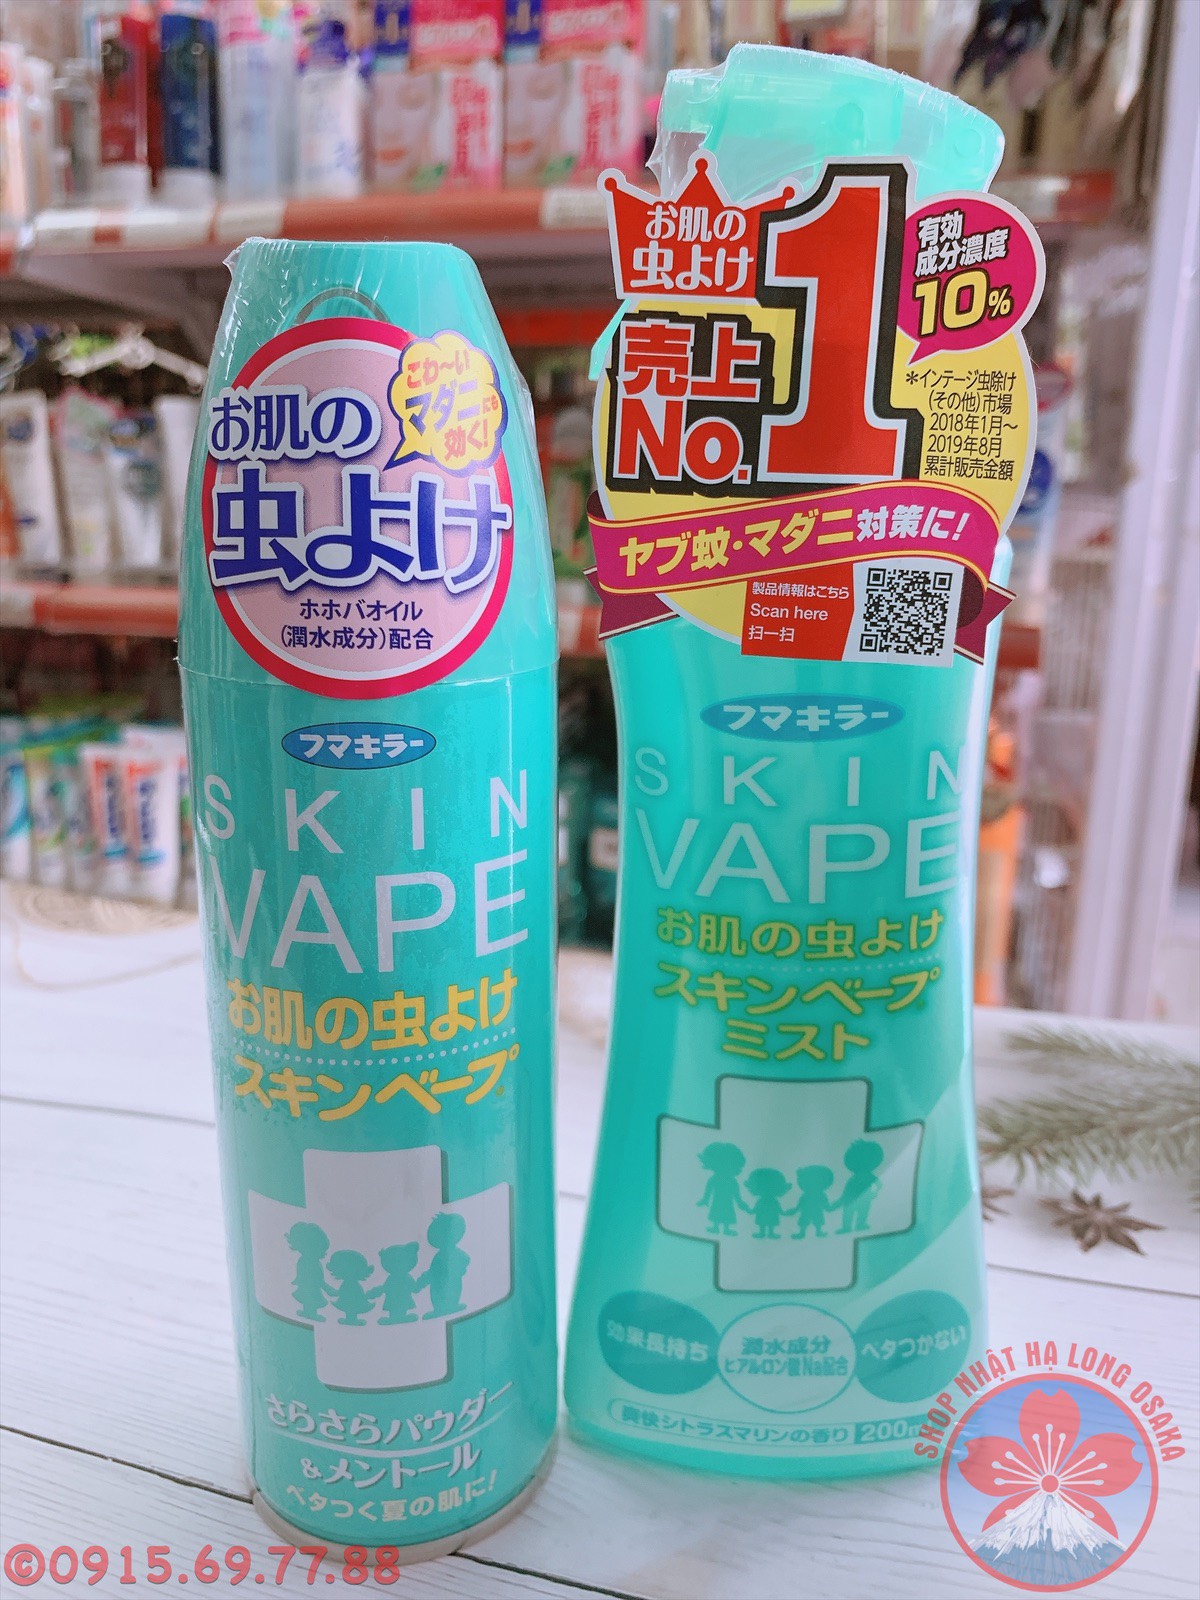 お肌の
虫よけ
こわ〜い
マダニにも
効く!
ホホバオイル
(潤水成分)配合
フマキラー
SKIN
VAPE
お肌の虫よけ
スキンベープ
さらさらパウダー
&メントール
ベタつく夏の肌に!
お肌の
虫よけ
売上
No.1
有効
成分濃度
10%
*インテージ虫除け
(その他)市場
2018年1月〜
2019年8月
累計販売金額
ヤブ蚊・マダニ対策に!
製品情報はこちら
Scan here
扫一扫
フマキラー
SKIN
VAPE
お肌の虫よけ
スキンベープ
ミスト
効果長持ち
潤水成分
ヒアルロン酸Na配合
ベタつかない
爽快シトラスマリンの香り 200m
SHOP NHẬT HẠ LONG OSAKA
©0915.69.77.88